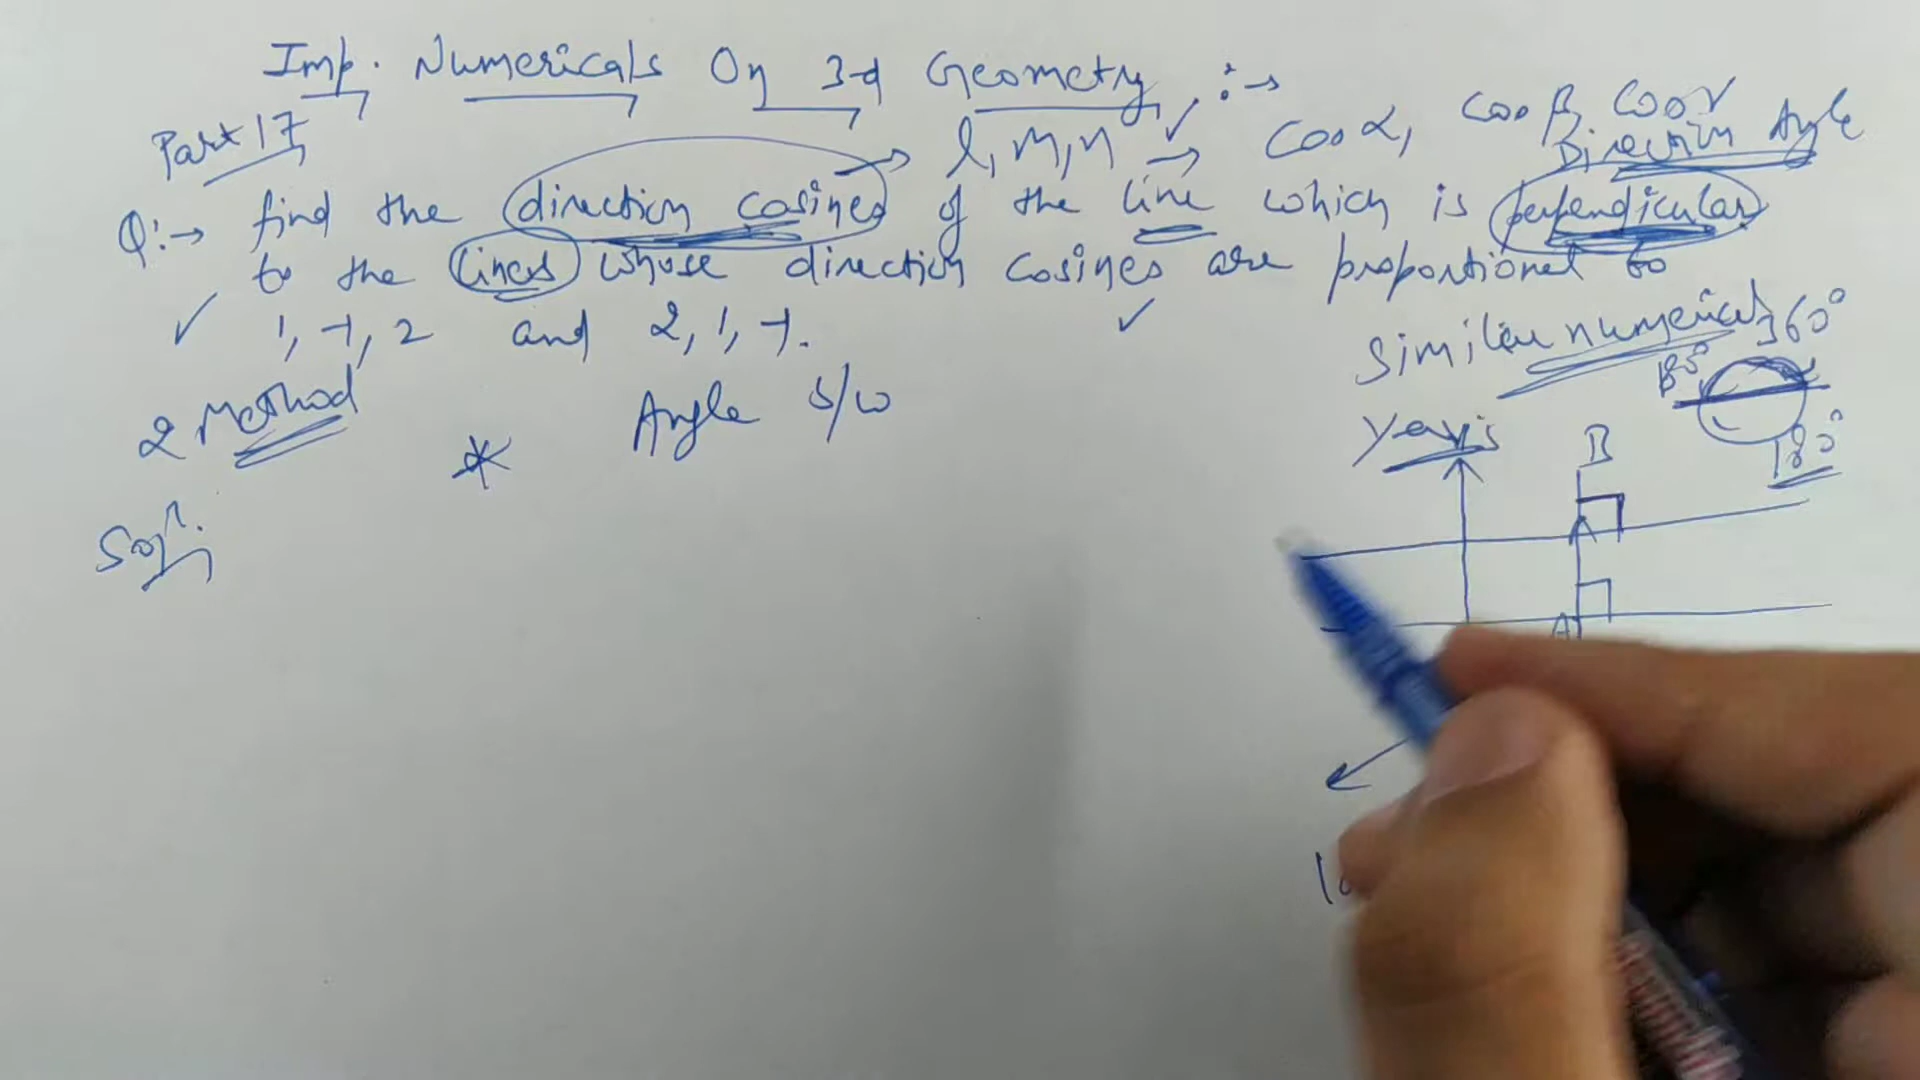 Imp. Numericals On 3-d Geometry :→
Part 17
l, m, n → Cos α, Cos β, Cos γ
Direction Angle
Q:→ find the direction cosines of the line which is perpendicular
to the lines whose direction cosines are proportional to
1, -1, 2 and 2, 1, -1.
Similar numerical
360°
180°
180°
2 Method
* Angle b/w
Y axis
B
A
Sol.